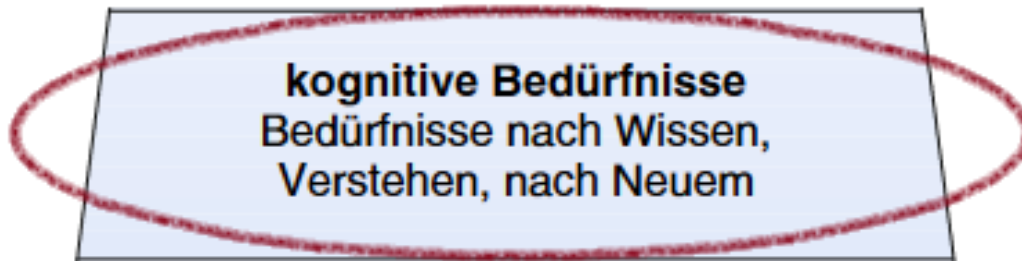 kognitive Bedürfnisse
Bedürfnisse nach Wissen,
Verstehen, nach Neuem